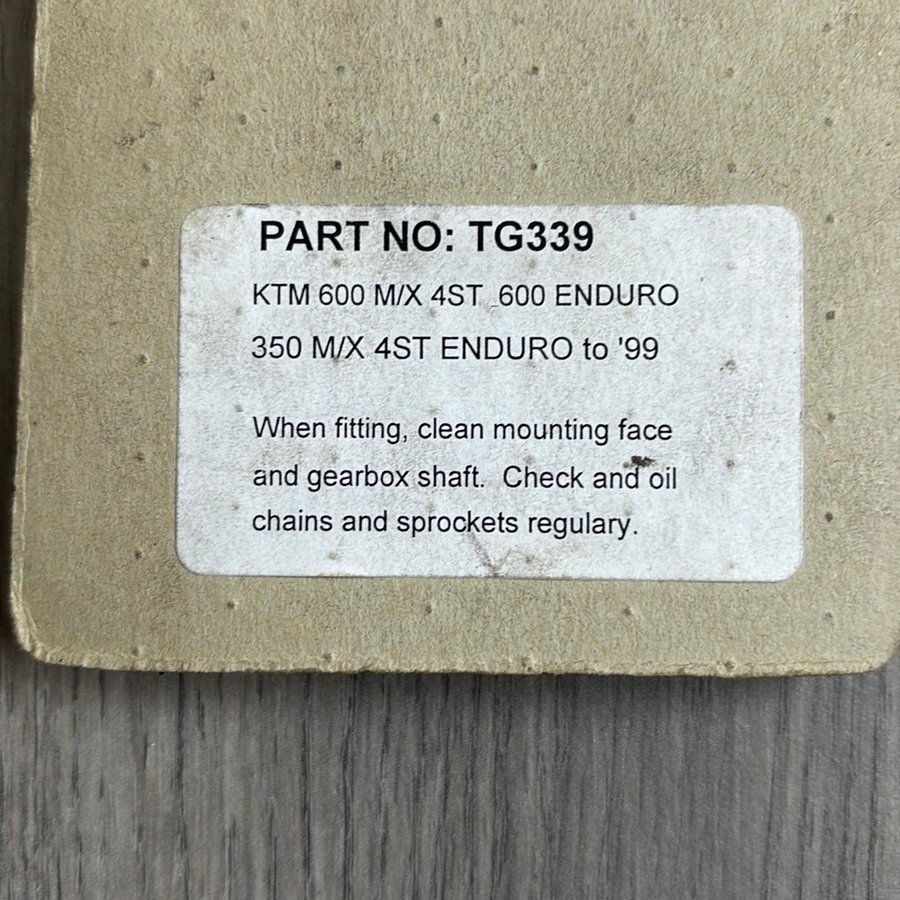 PART NO: TG339
KTM 600 M/X 4ST 600 ENDURO
350 M/X 4ST ENDURO to '99
When fitting, clean mounting face
and gearbox shaft. Check and oil
chains and sprockets regulary.